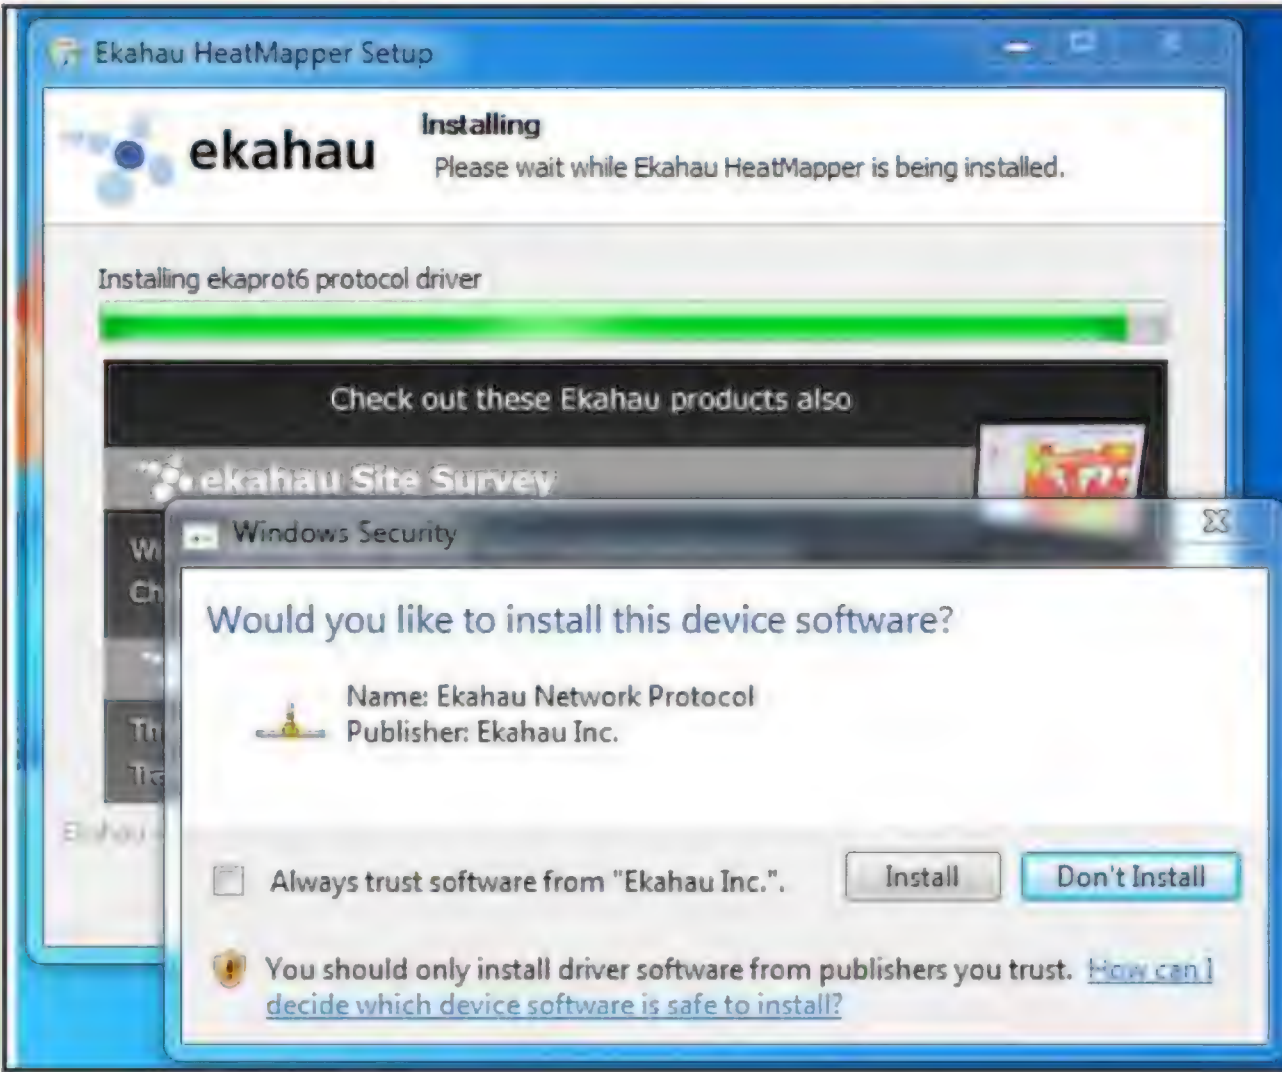 Ekahau HeatMapper Setup
ekahau
Installing
Please wait while Ekahau HeatMapper is being installed.
Installing ekaprot6 protocol driver
Check out these Ekahau products also
ekahau Site Survey
Windows Security
Would you like to install this device software?
Name: Ekahau Network Protocol
Publisher: Ekahau Inc.
Ekahau
Always trust software from "Ekahau Inc.".
Install
Don't Install
You should only install driver software from publishers you trust. How can I
decide which device software is safe to install?